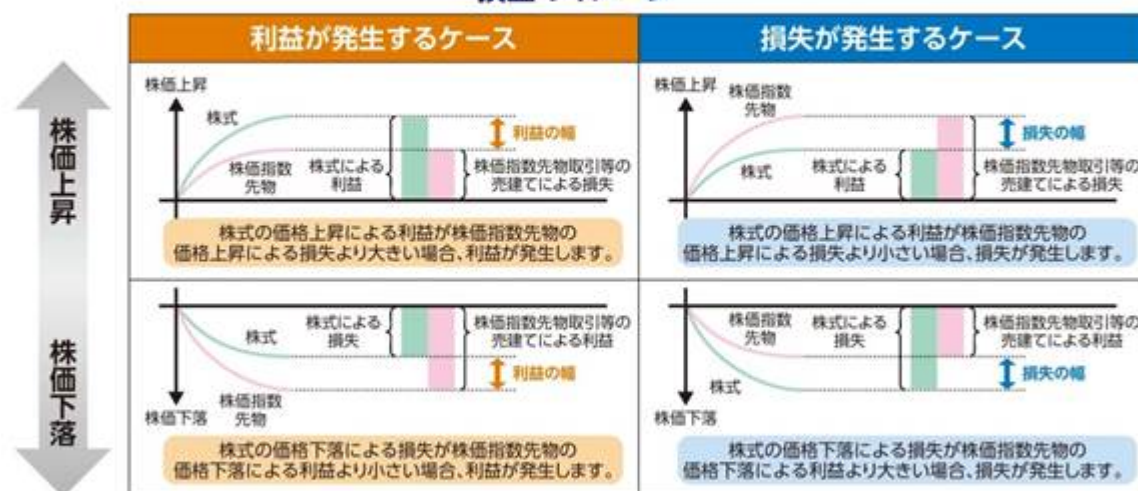 利益が発生するケース
損失が発生するケース
株価上昇
株価下落
株価上昇
株式
株価指数
先物
株式による
利益
利益の幅
株価指数先物取引等の
売建てによる損失
株式の価格上昇による利益が株価指数先物の
価格上昇による損失より大きい場合、利益が発生します。
株価上昇
株価指数
先物
株式
株式による
利益
損失の幅
株価指数先物取引等の
売建てによる損失
株式の価格上昇による利益が株価指数先物の
価格上昇による損失より小さい場合、損失が発生します。
株式
株式による
損失
株価指数先物取引等の
売建てによる利益
利益の幅
株価指数
先物
株価下落
株式の価格下落による損失が株価指数先物の
価格下落による利益より小さい場合、利益が発生します。
株価指数
先物
株式による
損失
株価指数先物取引等の
売建てによる利益
損失の幅
株式
株価下落
株式の価格下落による損失が株価指数先物の
価格下落による利益より大きい場合、損失が発生します。